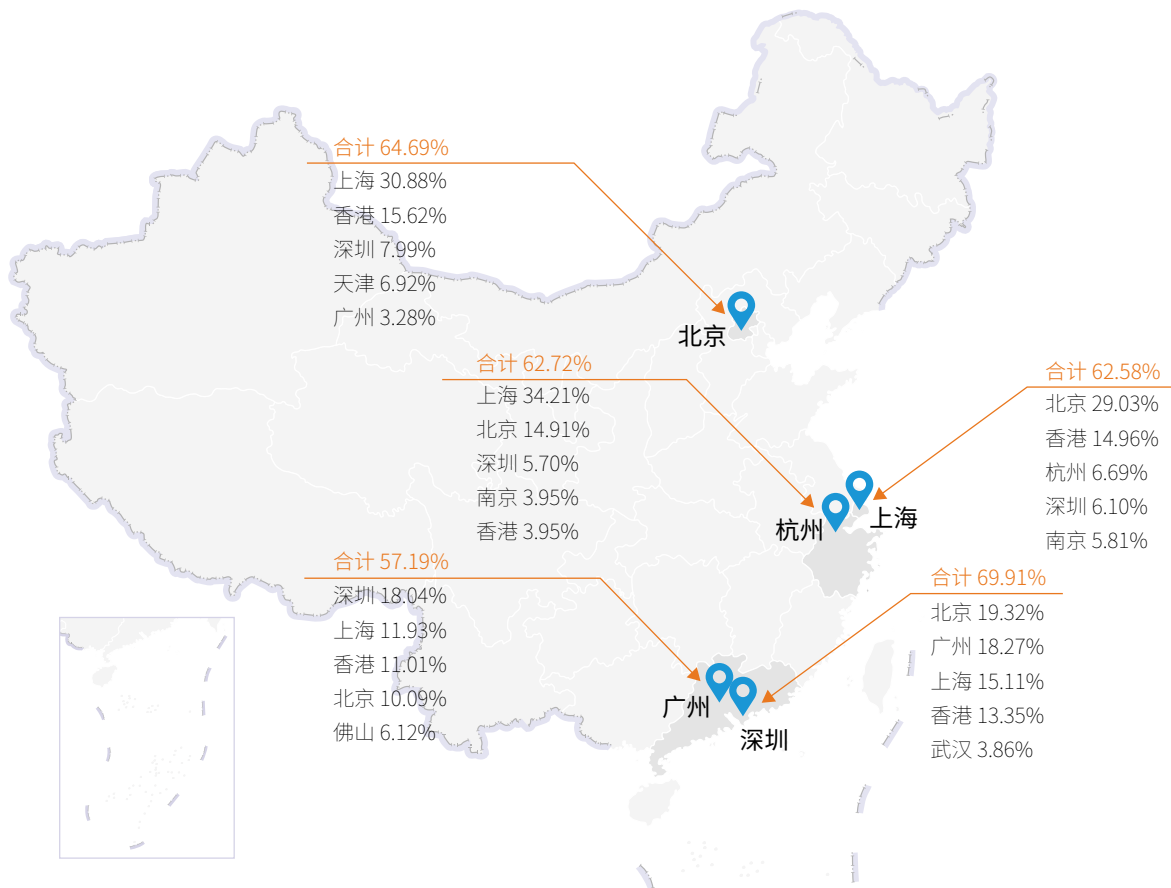 合计 64.69%
上海 30.88%
香港 15.62%
深圳 7.99%
天津 6.92%
广州 3.28%
北京
合计 62.72%
上海 34.21%
北京 14.91%
深圳 5.70%
南京 3.95%
香港 3.95%
杭州
合计 62.58%
北京 29.03%
香港 14.96%
杭州 6.69%
深圳 6.10%
南京 5.81%
上海
合计 57.19%
深圳 18.04%
上海 11.93%
香港 11.01%
北京 10.09%
佛山 6.12%
广州
合计 69.91%
北京 19.32%
广州 18.27%
上海 15.11%
香港 13.35%
武汉 3.86%
深圳